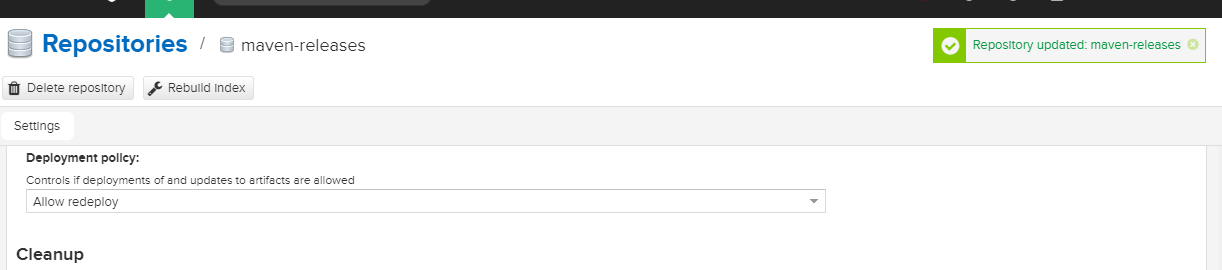 Repositories / maven-releases
Repository updated: maven-releases
Delete repository Rebuild index
Settings
Deployment policy:
Controls if deployments of and updates to artifacts are allowed
Allow redeploy
Cleanup